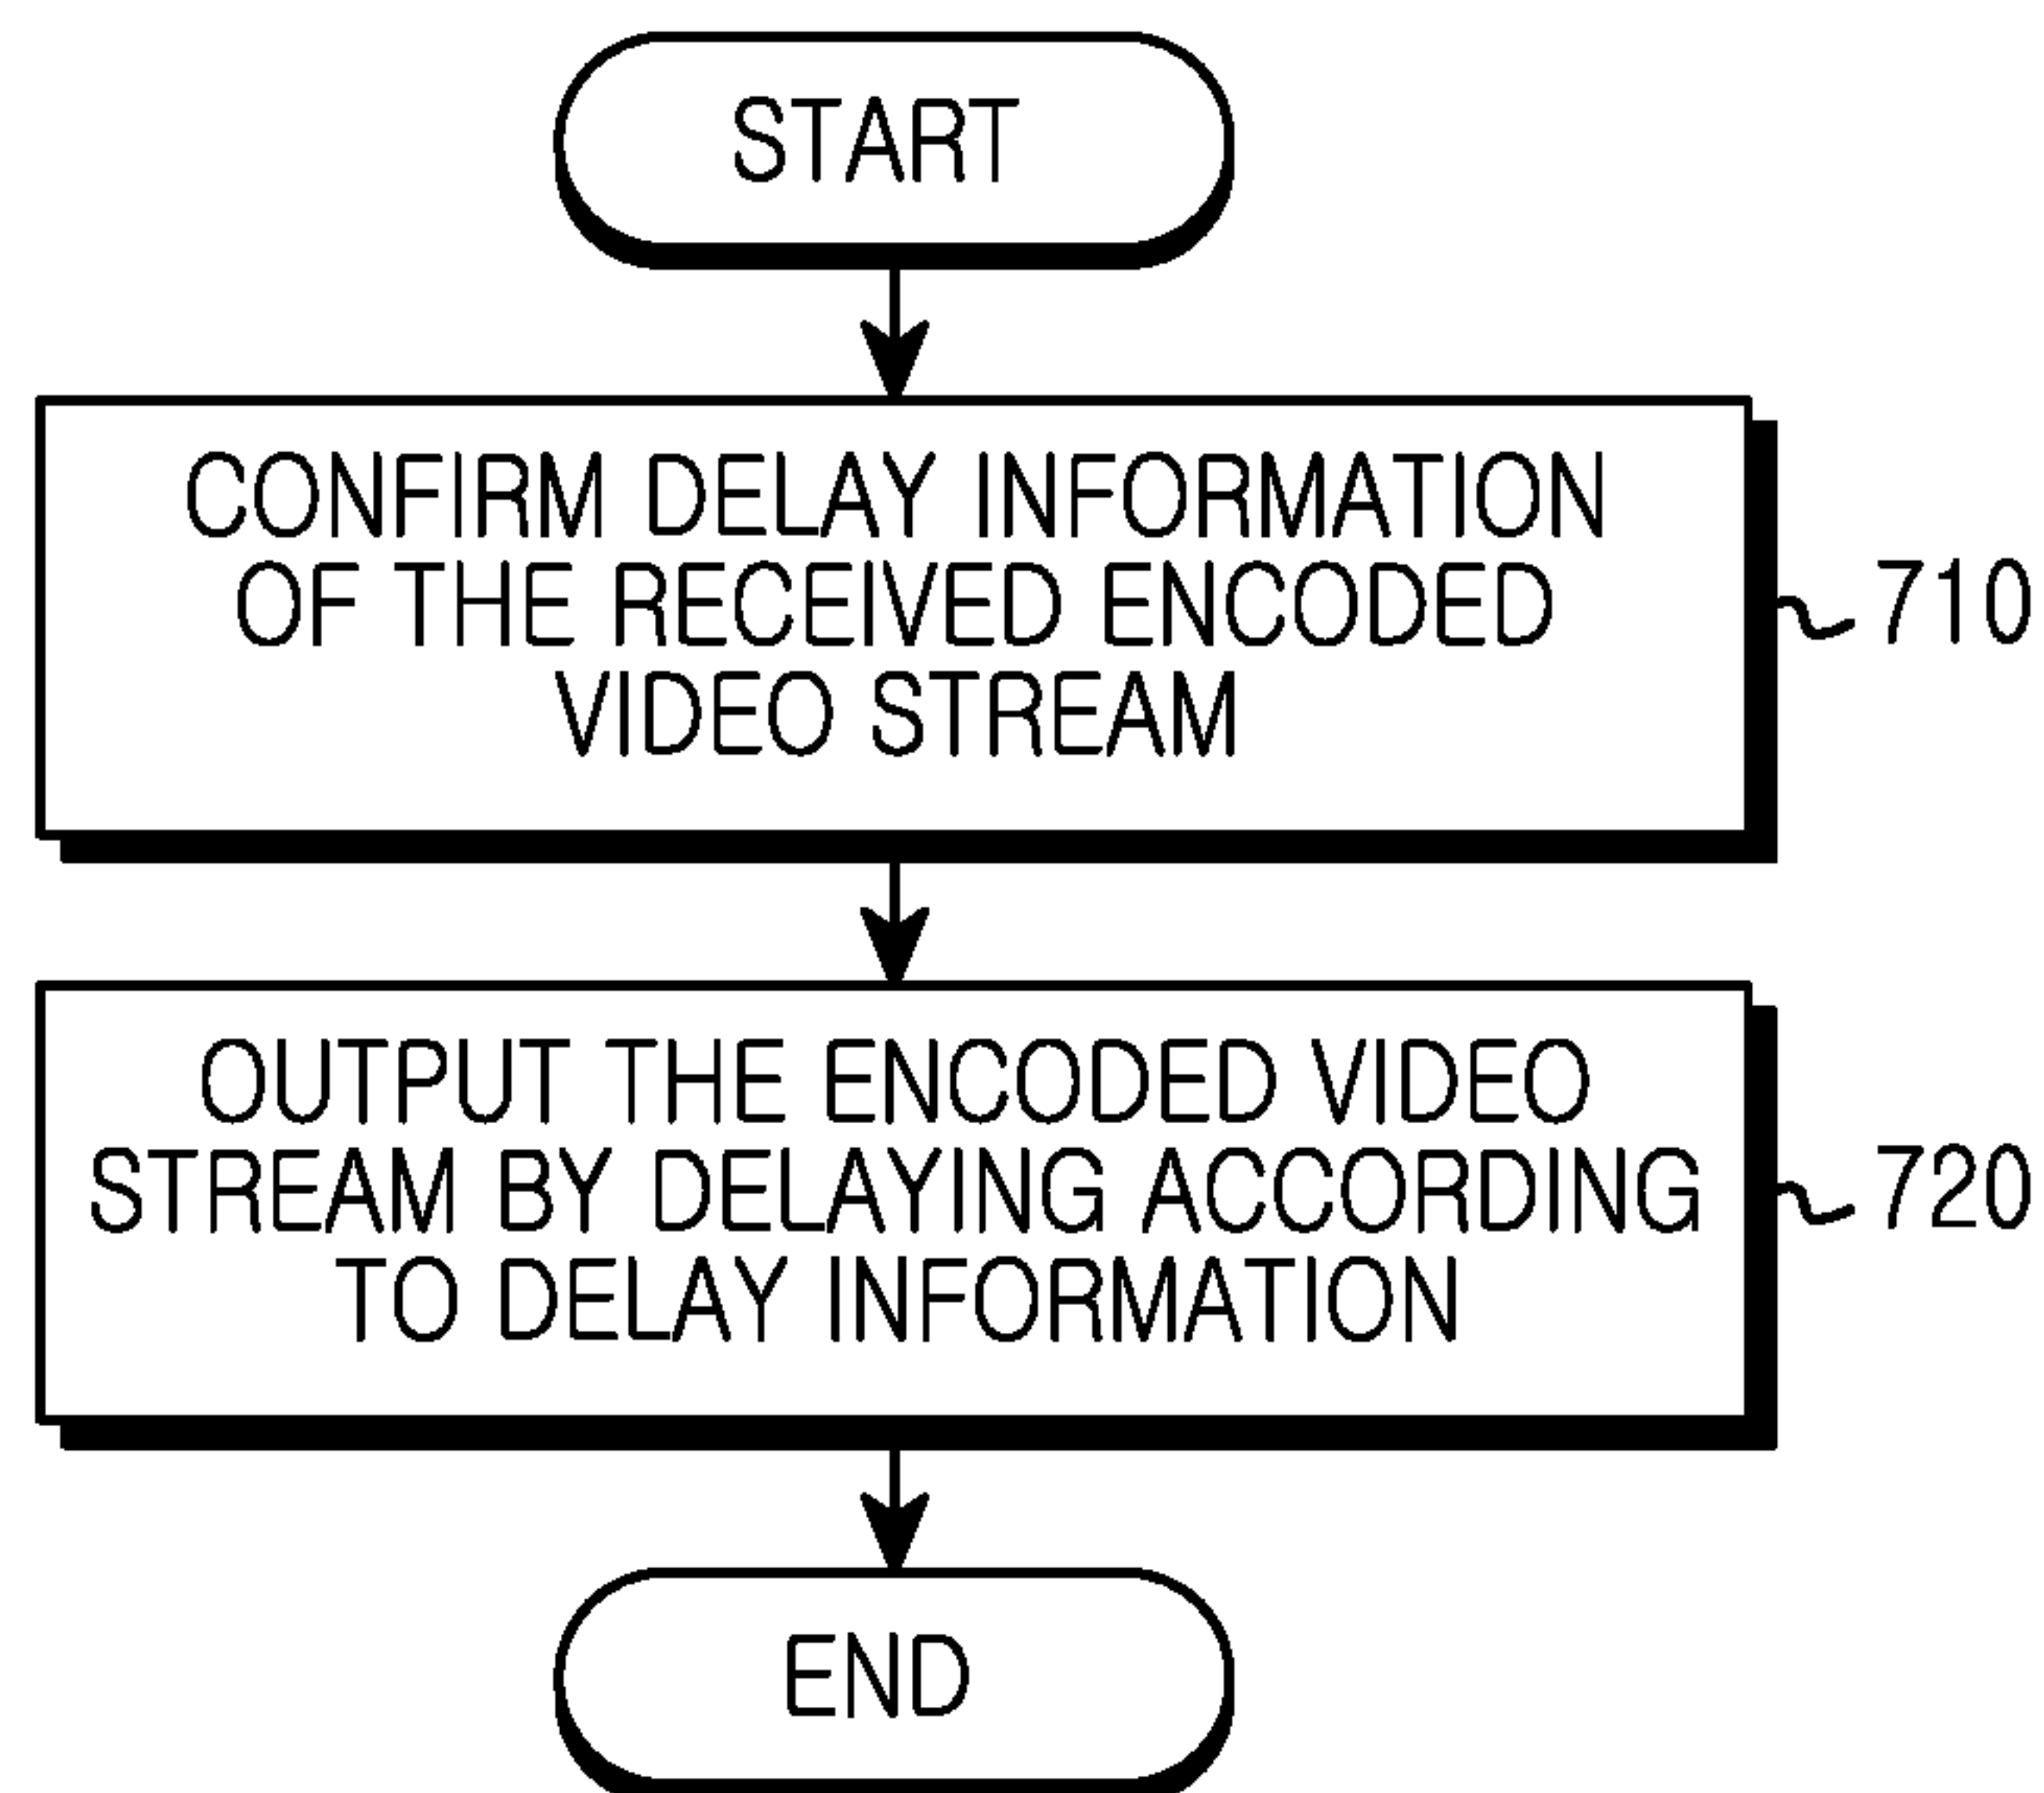 START
CONFIRM DELAY INFORMATION
OF THE RECEIVED ENCODED
VIDEO STREAM
710
OUTPUT THE ENCODED VIDEO
STREAM BY DELAYING ACCORDING
TO DELAY INFORMATION
720
END